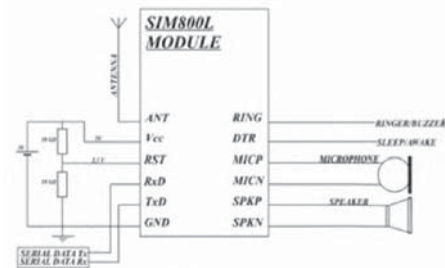 SIM800L
MODULE
ANTENNA
ANT
Vcc
RST
RxD
TxD
GND
RING
DTR
MICP
MICN
SPKP
SPKN
RINGER/BUZZER
SLEEP/AWAKE
MICROPHONE
SPEAKER
SERIAL DATA Tx
SERIAL DATA Rx